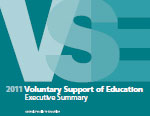 VSE
2011 Voluntary Support of Education
Executive Summary